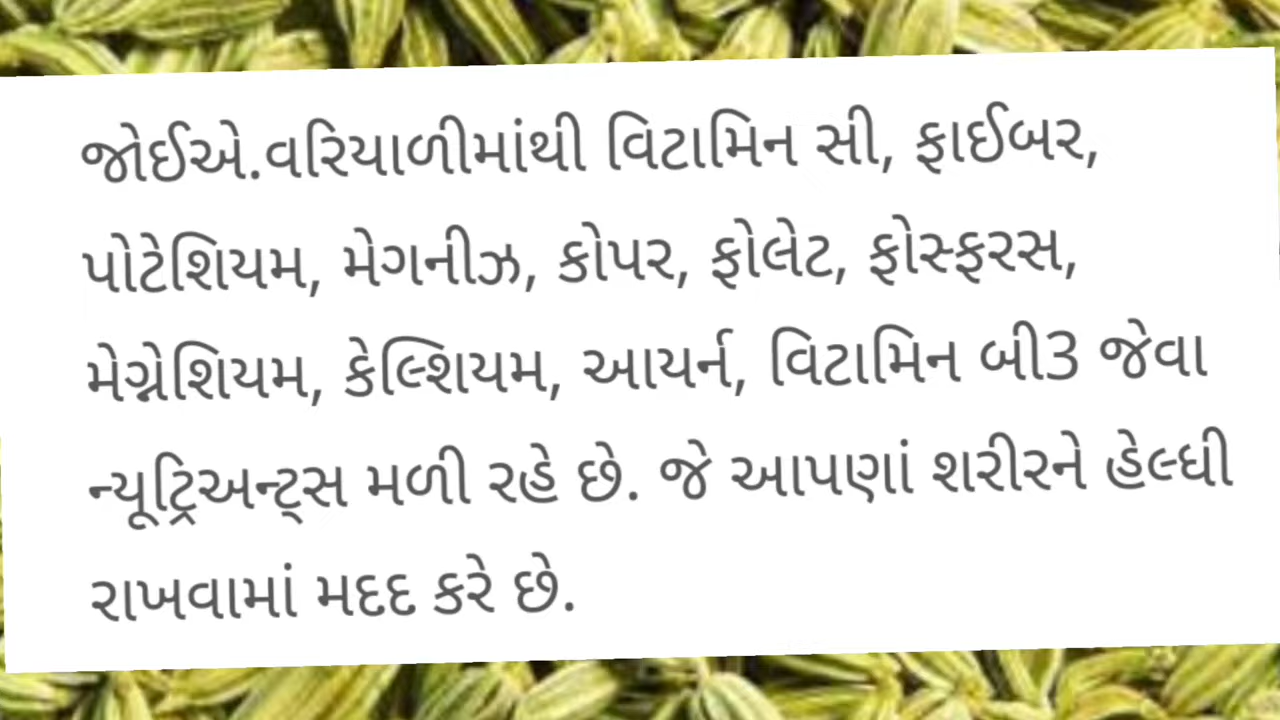 જોઈએ.વરિયાળીમાંથી વિટામિન સી, ફાઈબર,
પોટેશિયમ, મેગનીઝ, કોપર, ફોલેટ, ફોસ્ફરસ,
મેગ્નેશિયમ, કેલ્શિયમ, આયર્ન, વિટામિન બી3 જેવા
ન્યૂટ્રિઅન્ટ્સ મળી રહે છે. જે આપણાં શરીરને હેલ્ધી
રાખવામાં મદદ કરે છે.